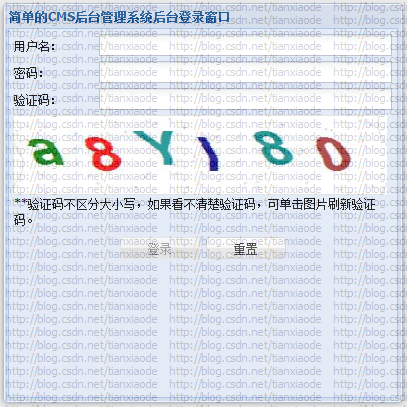 简单的CMS后台管理系统后台登录窗口
用户名：
密码：
验证码：
a8Y180
**验证码不区分大小写，如果看不清楚验证码，可单击图片刷新验证
码。
登录 重置
http://blog.csdn.net/tianxiaode